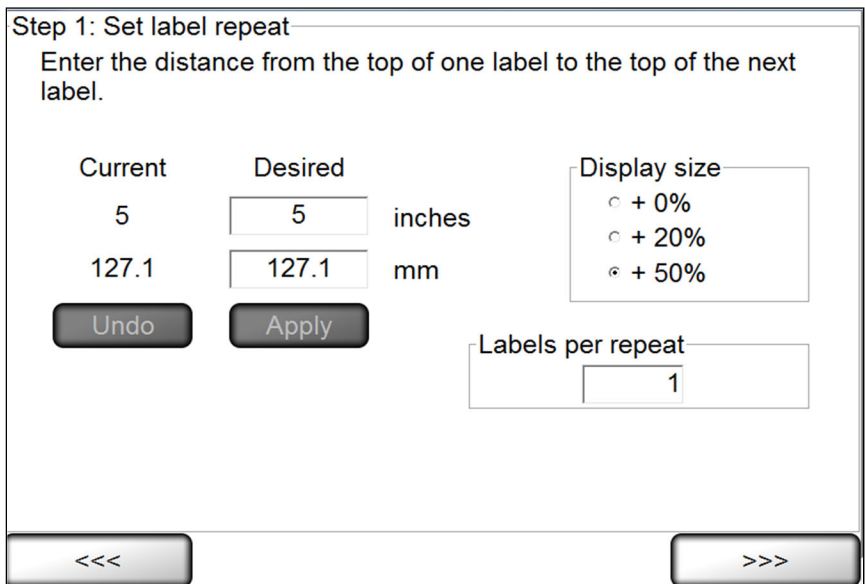 Step 1: Set label repeat
Enter the distance from the top of one label to the top of the next
label.
Current Desired Display size
5 5 inches + 0%
+ 20%
127.1 127.1 mm + 50%
Undo Apply
Labels per repeat
1
<<< >>>